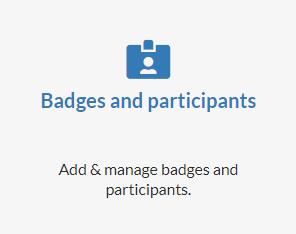 Badges and participants
Add & manage badges and
participants.